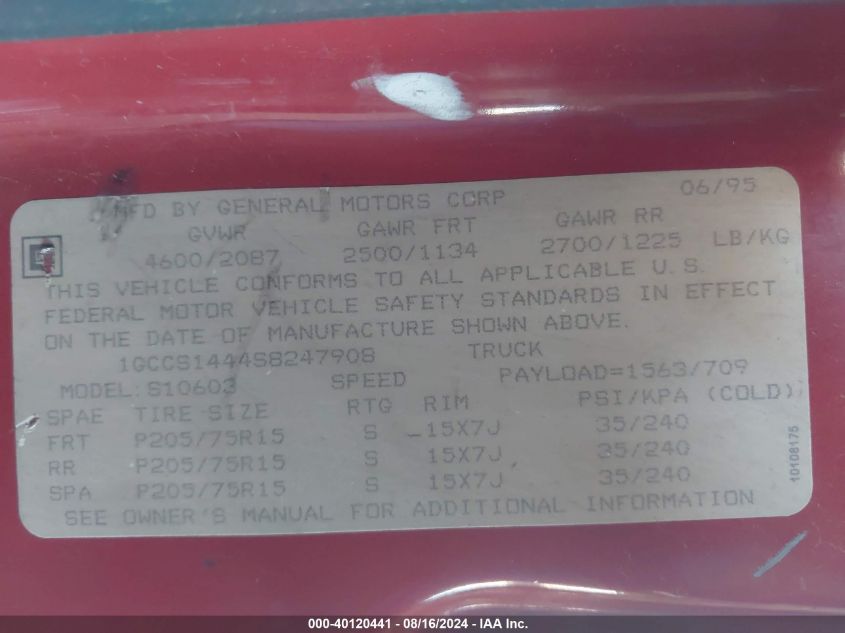 MFD BY GENERAL MOTORS CORP 06/95
GVWR GAWR FRT GAWR RR
4600/2087 2500/1134 2700/1225 LB/KG
THIS VEHICLE CONFORMS TO ALL APPLICABLE U.S.
FEDERAL MOTOR VEHICLE SAFETY STANDARDS IN EFFECT
ON THE DATE OF MANUFACTURE SHOWN ABOVE.
1GCCS1444S8247908 TRUCK
MODEL: S10603 SPEED PAYLOAD=1563/709
SPAE TIRE SIZE RTG RIM PSI/KPA (COLD)
FRT P205/75R15 S 15X7J 35/240
RR P205/75R15 S 15X7J 35/240
SPA P205/75R15 S 15X7J 35/240
SEE OWNER'S MANUAL FOR ADDITIONAL INFORMATION
10108175
000-40120441 - 08/16/2024 - IAA Inc.